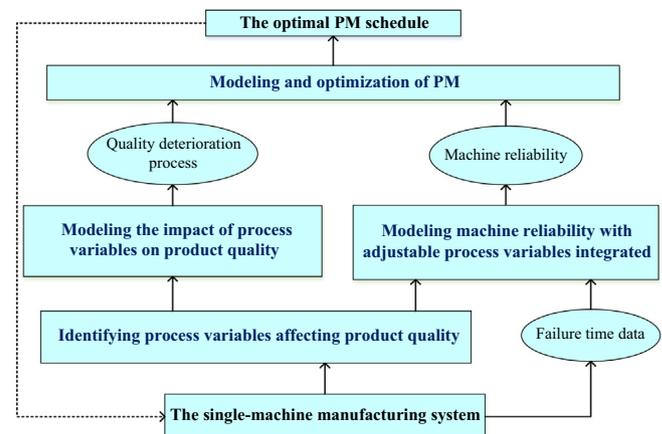 The optimal PM schedule
Modeling and optimization of PM
Quality deterioration
process
Machine reliability
Modeling the impact of process
variables on product quality
Modeling machine reliability with
adjustable process variables integrated
Identifying process variables affecting product quality
Failure time data
The single-machine manufacturing system